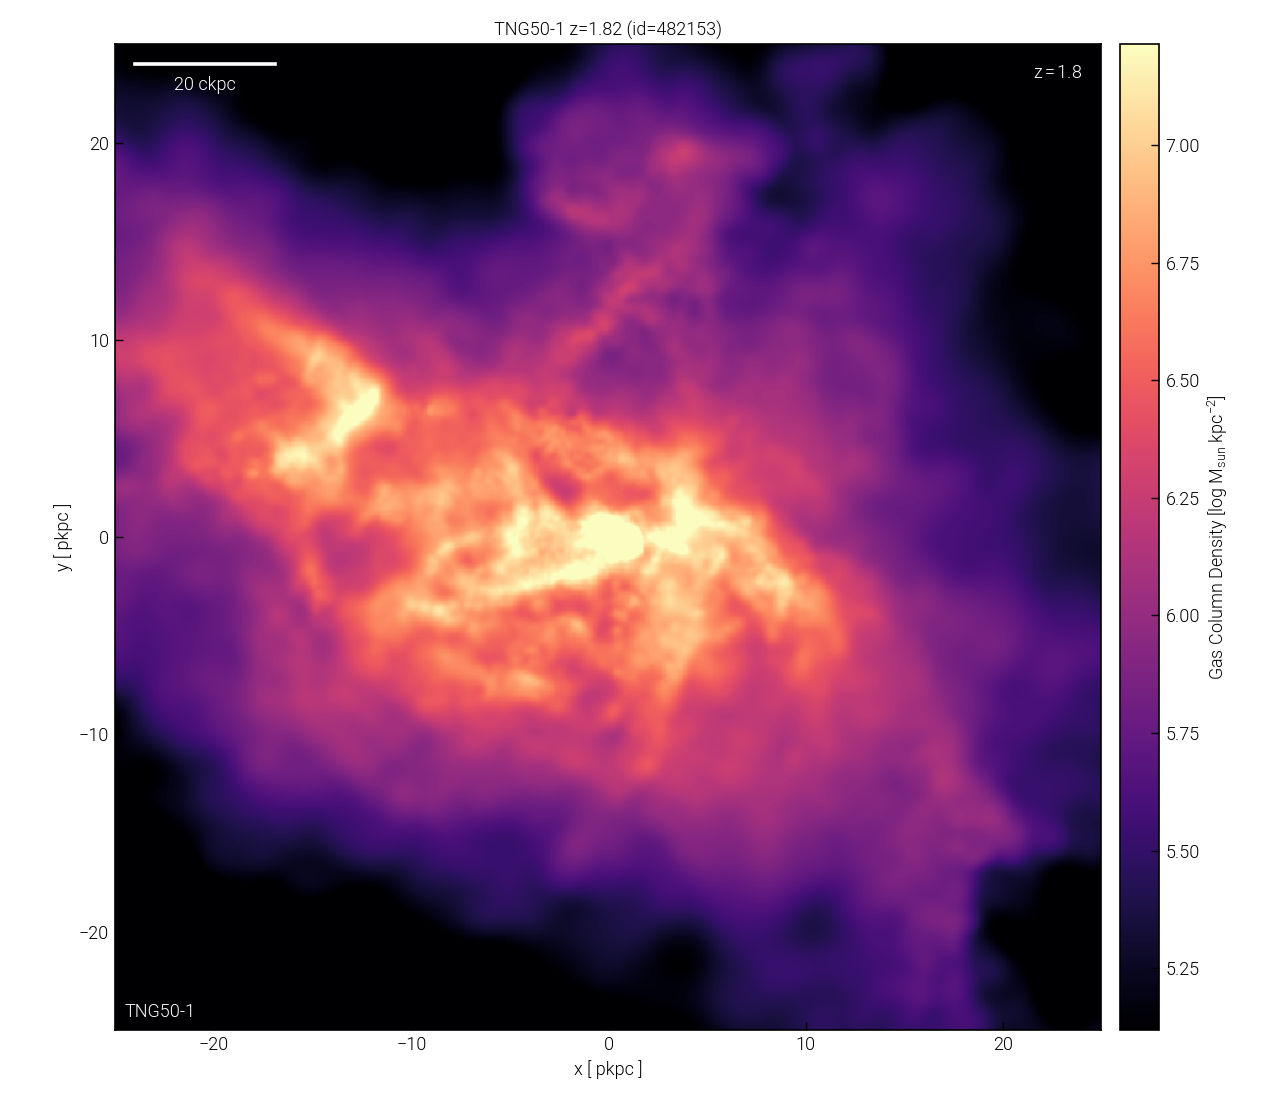 TNG50-1 z=1.82 (id=482153)
20 ckpc
z = 1.8
TNG50-1
20
10
0
−10
−20
y [ pkpc ]
−20
−10
0
10
20
x [ pkpc ]
7.00
6.75
6.50
6.25
6.00
5.75
5.50
5.25
Gas Column Density [log Msun kpc−2]